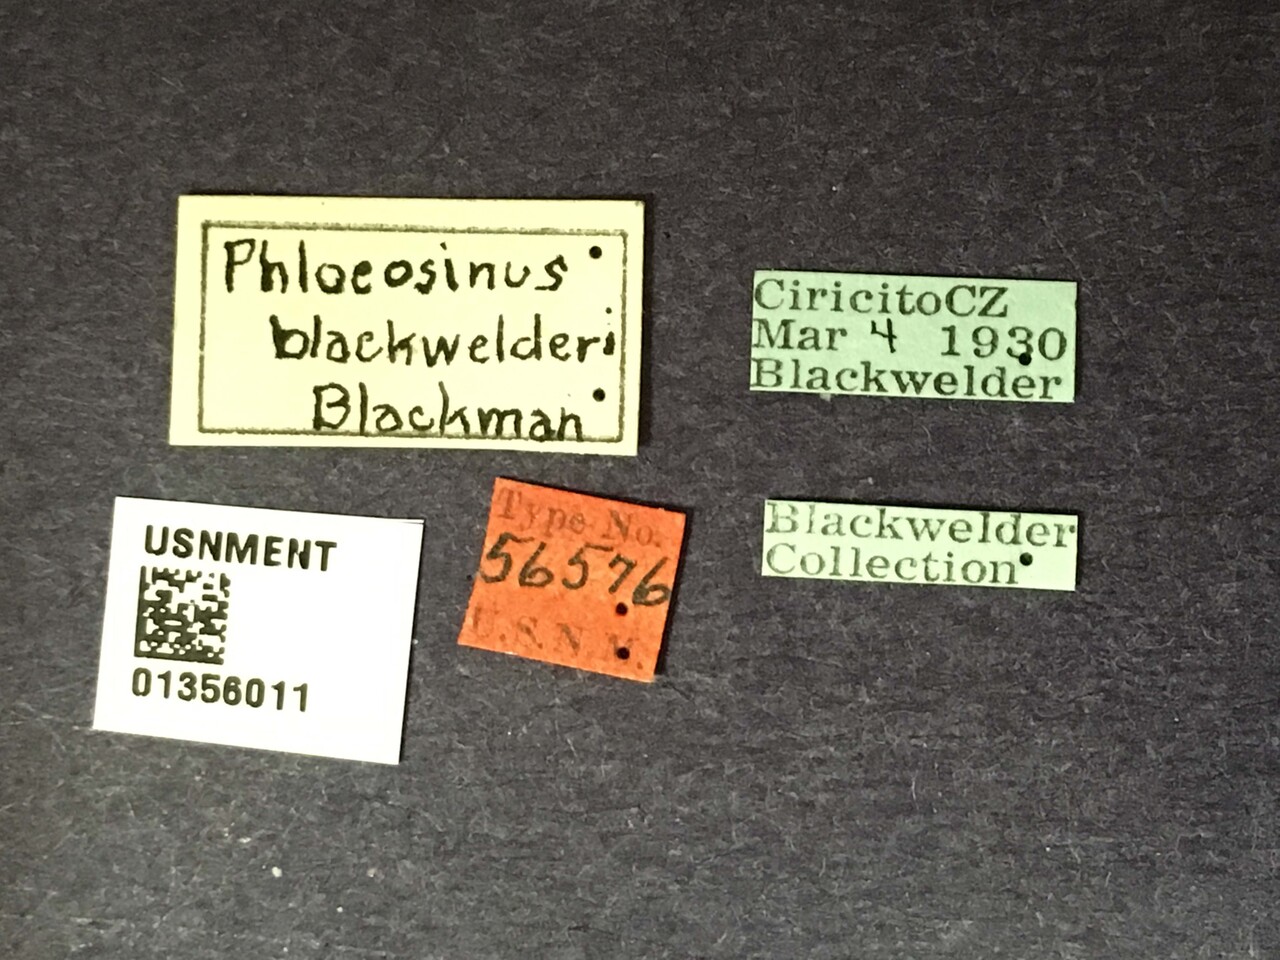 Phloeosinus
blackwelderi
Blackman
CiricitoCZ
Mar 4 1930
Blackwelder
USNMENT
01356011
Type No.
56576
U.S.N.M.
Blackwelder
Collection